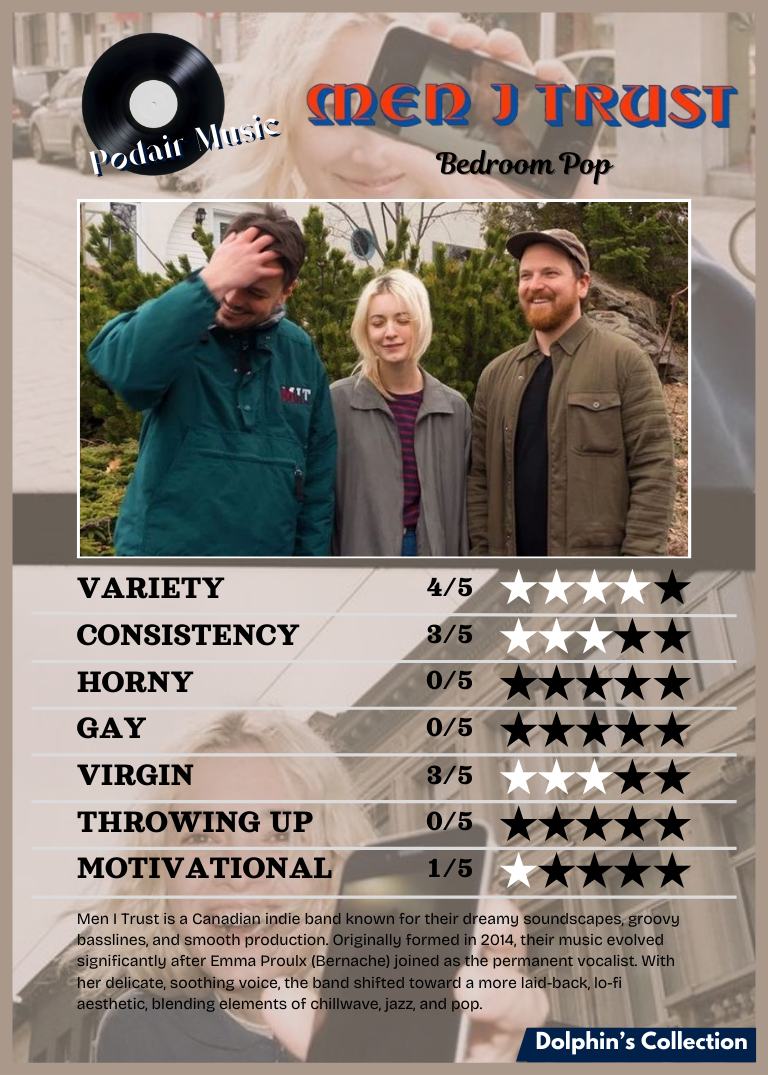 Podair Music
MEN I TRUST
Bedroom Pop
MIT
VARIETY 4/5
CONSISTENCY 3/5
HORNY 0/5
GAY 0/5
VIRGIN 3/5
THROWING UP 0/5
MOTIVATIONAL 1/5
Men I Trust is a Canadian indie band known for their dreamy soundscapes, groovy
basslines, and smooth production. Originally formed in 2014, their music evolved
significantly after Emma Proulx (Bernache) joined as the permanent vocalist. With
her delicate, soothing voice, the band shifted toward a more laid-back, lo-fi
aesthetic, blending elements of chillwave, jazz, and pop.
Dolphin's Collection